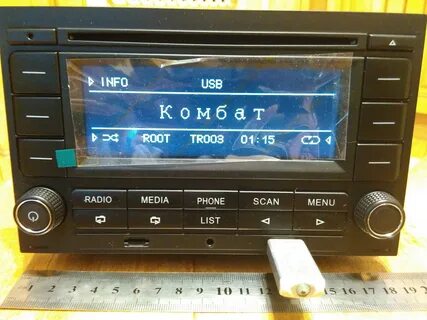 INFO USB
Комбат
ROOT TR003 01:15
RADIO MEDIA PHONE SCAN MENU
LIST
1 2 3 4 5 6 7 8 9 10 11 12 13 14 15 16 17 18 19